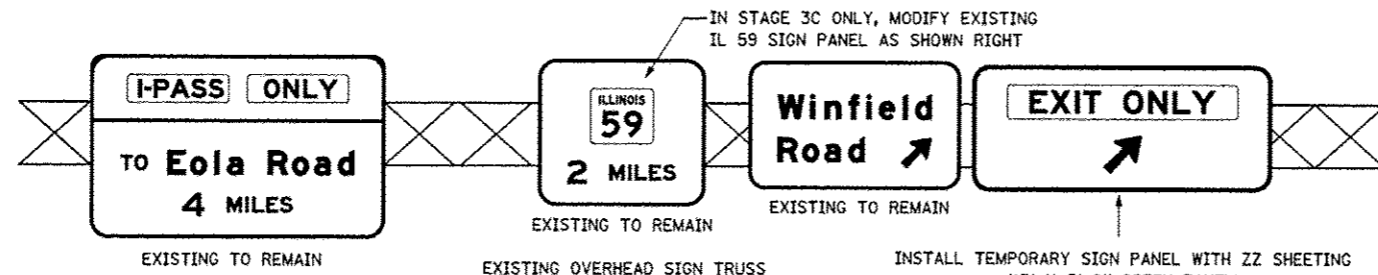 IN STAGE 3C ONLY, MODIFY EXISTING
IL 59 SIGN PANEL AS SHOWN RIGHT
I-PASS ONLY
TO Eola Road
4 MILES
EXISTING TO REMAIN
ILLINOIS
59
2 MILES
EXISTING TO REMAIN
Winfield
Road
EXISTING TO REMAIN
EXIT ONLY
EXISTING OVERHEAD SIGN TRUSS
INSTALL TEMPORARY SIGN PANEL WITH ZZ SHEETING